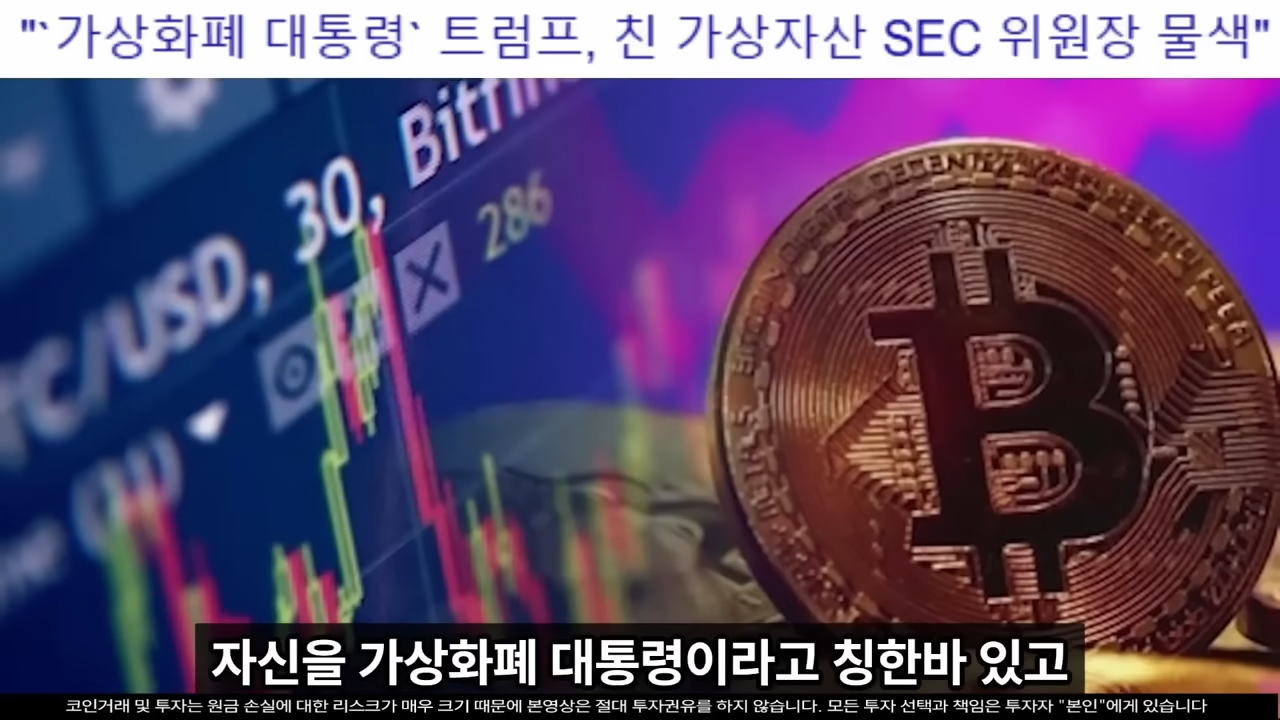 "`가상화폐 대통령` 트럼프, 친 가상자산 SEC 위원장 물색"
Bitfin
30,
286
C/USD,
자신을 가상화폐 대통령이라고 칭한바 있고
코인거래 및 투자는 원금 손실에 대한 리스크가 매우 크기 때문에 본영상은 절대 투자권유를 하지 않습니다. 모든 투자 선택과 책임은 투자자 "본인"에게 있습니다